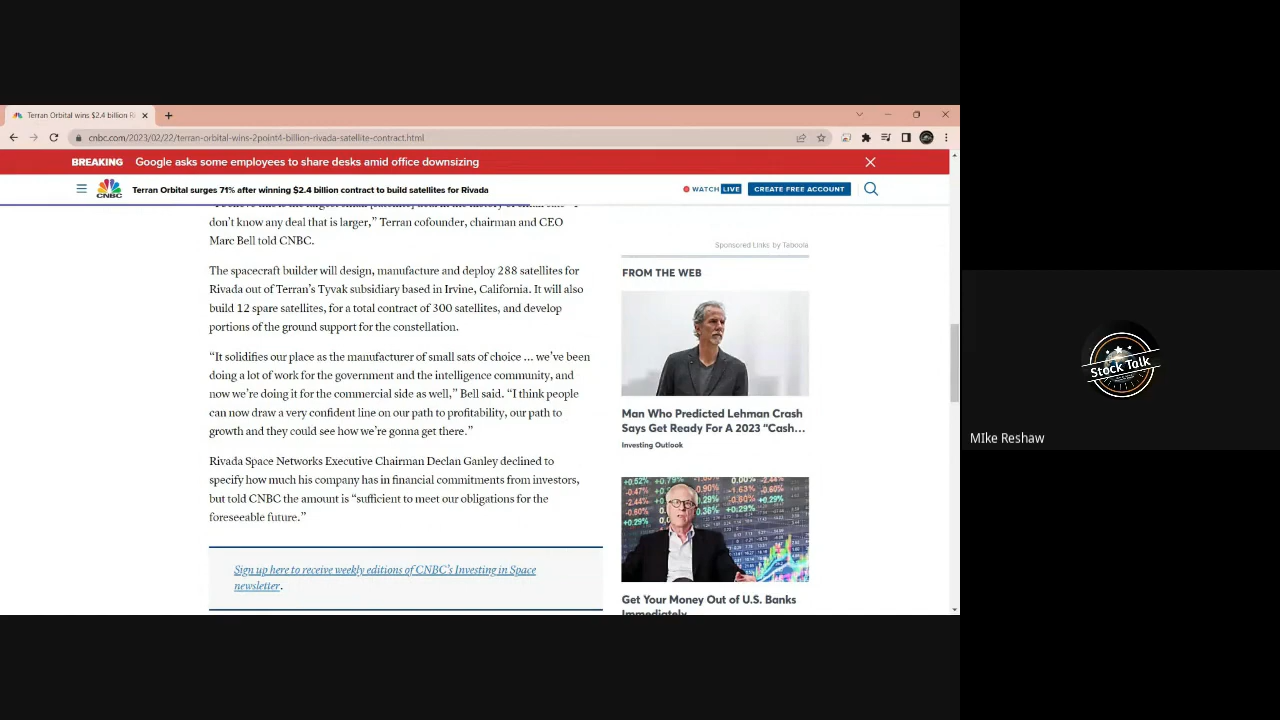 Terran Orbital wins $2.4 billion Ri
cnbc.com/2023/02/22/terran-orbital-wins-2point4-billion-rivada-satellite-contract.html
BREAKING Google asks some employees to share desks amid office downsizing
CNBC
Terran Orbital surges 71% after winning $2.4 billion contract to build satellites for Rivada
WATCH LIVE
CREATE FREE ACCOUNT
don't know any deal that is larger,” Terran cofounder, chairman and CEO
Marc Bell told CNBC.
The spacecraft builder will design, manufacture and deploy 288 satellites for
Rivada out of Terran's Tyvak subsidiary based in Irvine, California. It will also
build 12 spare satellites, for a total contract of 300 satellites, and develop
portions of the ground support for the constellation.
“It solidifies our place as the manufacturer of small sats of choice … we've been
doing a lot of work for the government and the intelligence community, and
now we're doing it for the commercial side as well,” Bell said. “I think people
can now draw a very confident line on our path to profitability, our path to
growth and they could see how we're gonna get there.”
Rivada Space Networks Executive Chairman Declan Ganley declined to
specify how much his company has in financial commitments from investors,
but told CNBC the amount is “sufficient to meet our obligations for the
foreseeable future.”
Sign up here to receive weekly editions of CNBC's Investing in Space
newsletter.
Sponsored Links by Taboola
FROM THE WEB
Man Who Predicted Lehman Crash
Says Get Ready For A 2023 “Cash...
Investing Outlook
Get Your Money Out of U.S. Banks
Immediately
Stock Talk
MIke Reshaw